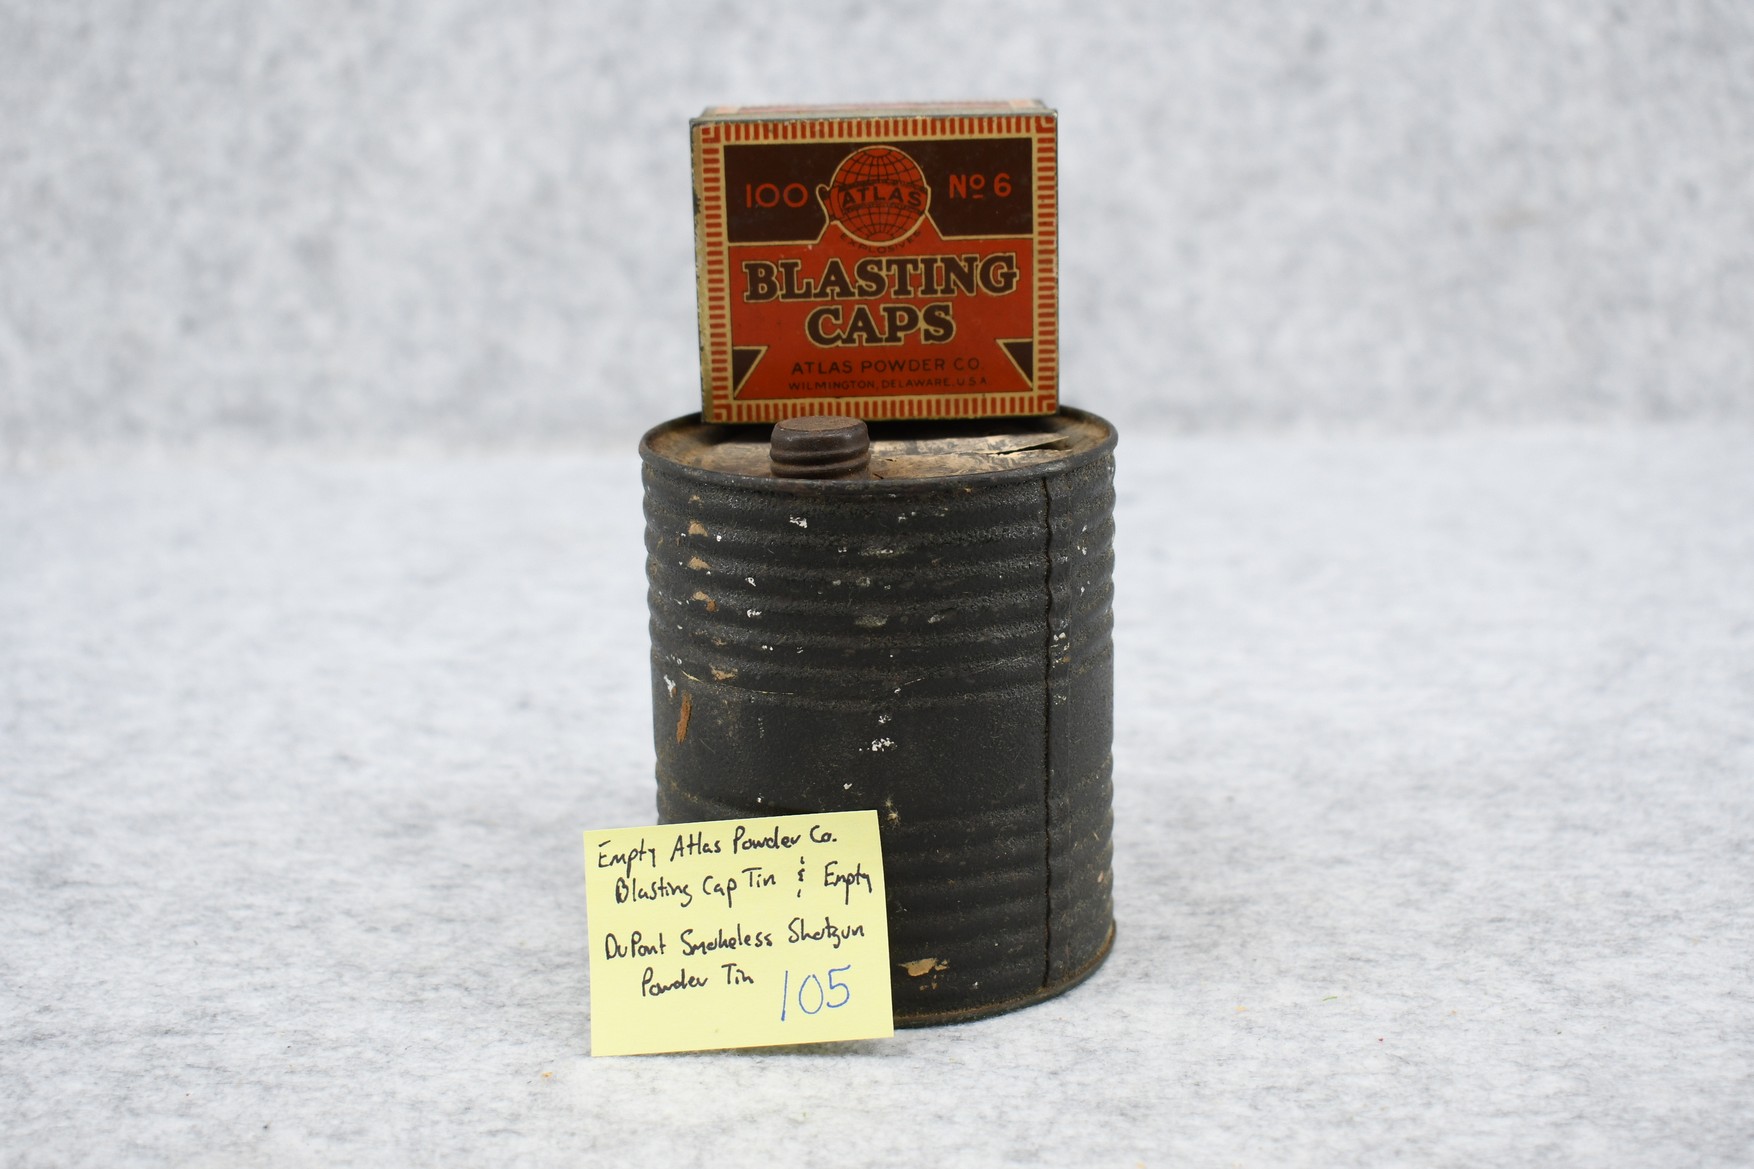 100 ATLAS Nº 6
EXPLOSIVES
BLASTING
CAPS
ATLAS POWDER CO.
WILMINGTON, DELAWARE, U.S.A.
Empty Atlas Powder Co.
Blasting Cap Tin & Empty
DuPont Smokeless Shotgun
Powder Tin 105